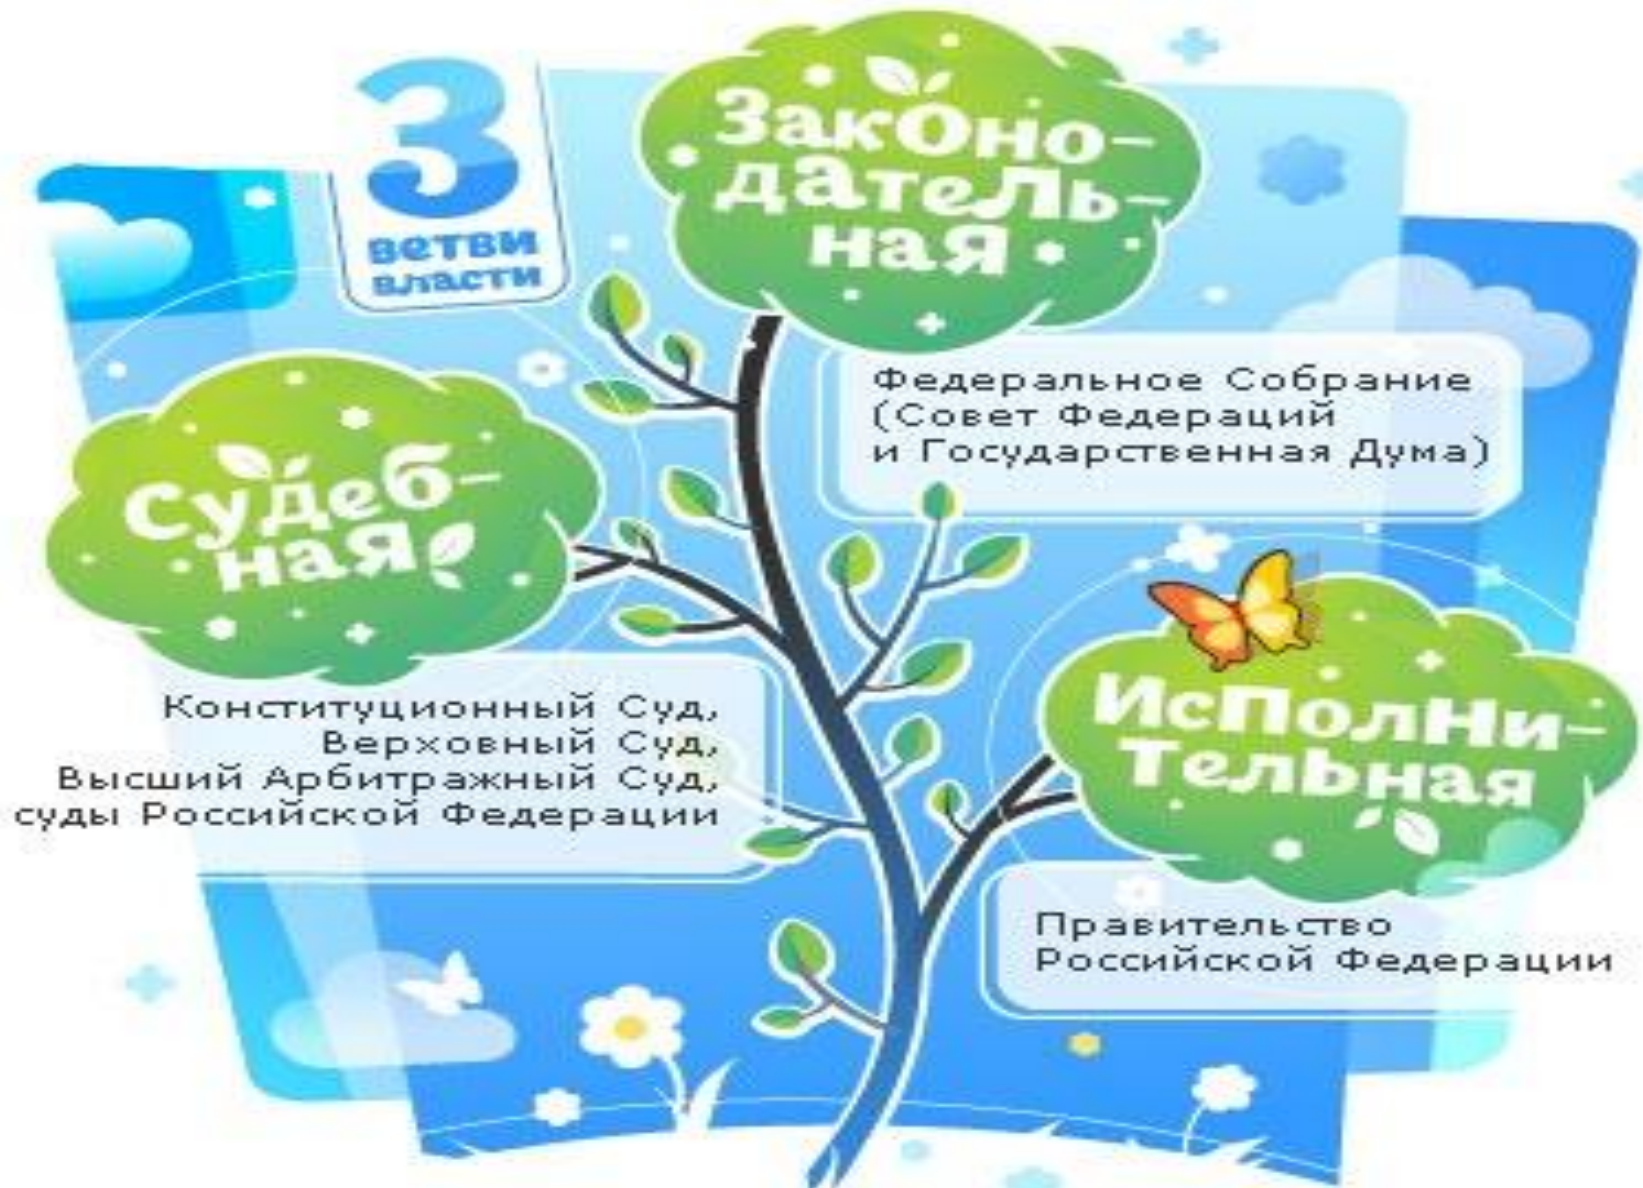 3
ветви
власти
Законо-
датель-
ная
Федеральное Собрание
(Совет Федераций
и Государственная Дума)
Судеб-
ная
Конституционный Суд,
Верховный Суд,
Высший Арбитражный Суд,
суды Российской Федерации
Исполни-
тельная
Правительство
Российской Федерации